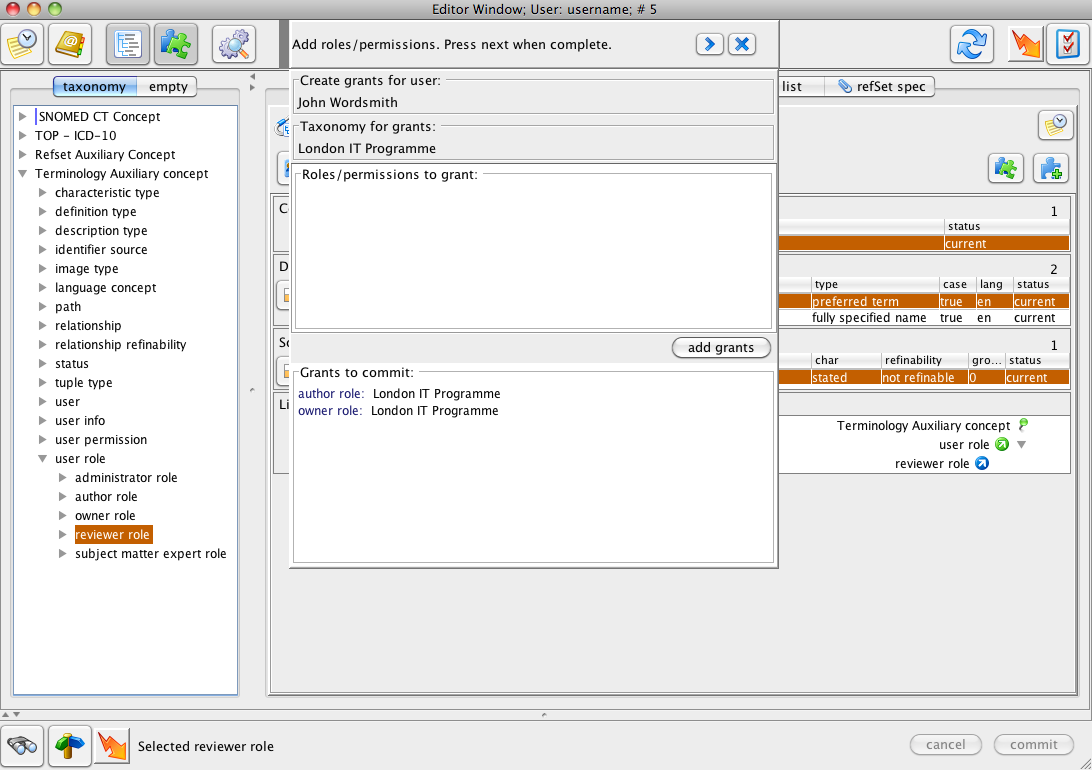 Editor Window; User: username; # 5
Add roles/permissions. Press next when complete.
taxonomy
empty
SNOMED CT Concept
TOP - ICD-10
Refset Auxiliary Concept
Terminology Auxiliary concept
characteristic type
definition type
description type
identifier source
image type
language concept
path
relationship
relationship refinability
status
tuple type
user
user info
user permission
user role
administrator role
author role
owner role
reviewer role
subject matter expert role
Create grants for user:
John Wordsmith
Taxonomy for grants:
London IT Programme
Roles/permissions to grant:
add grants
Grants to commit:
author role: London IT Programme
owner role: London IT Programme
list
refSet spec
1
status
current
2
type case lang status
preferred term true en current
fully specified name true en current
1
char refinability gro... status
stated not refinable 0 current
Terminology Auxiliary concept
user role
reviewer role
Selected reviewer role
cancel
commit